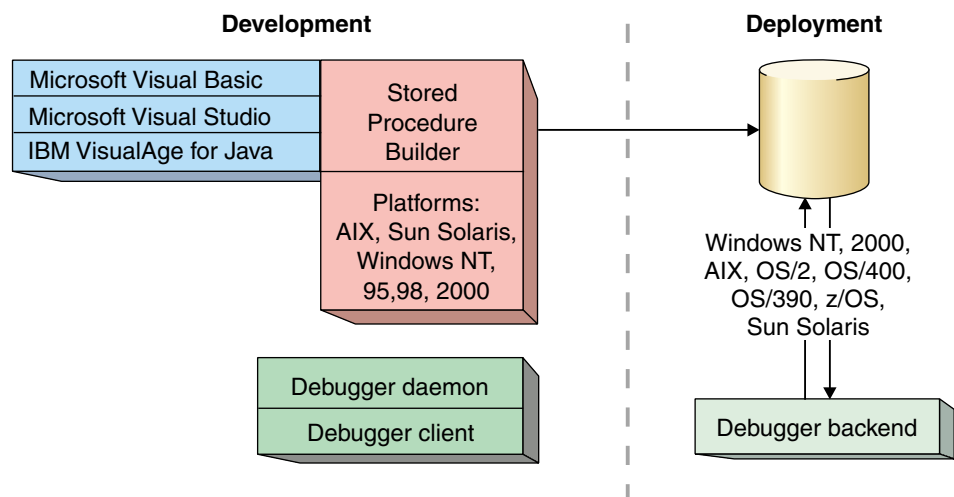 Development
Deployment
Microsoft Visual Basic
Microsoft Visual Studio
IBM VisualAge for Java
Stored
Procedure
Builder
Platforms:
AIX, Sun Solaris,
Windows NT,
95,98, 2000
Windows NT, 2000,
AIX, OS/2, OS/400,
OS/390, z/OS,
Sun Solaris
Debugger daemon
Debugger client
Debugger backend